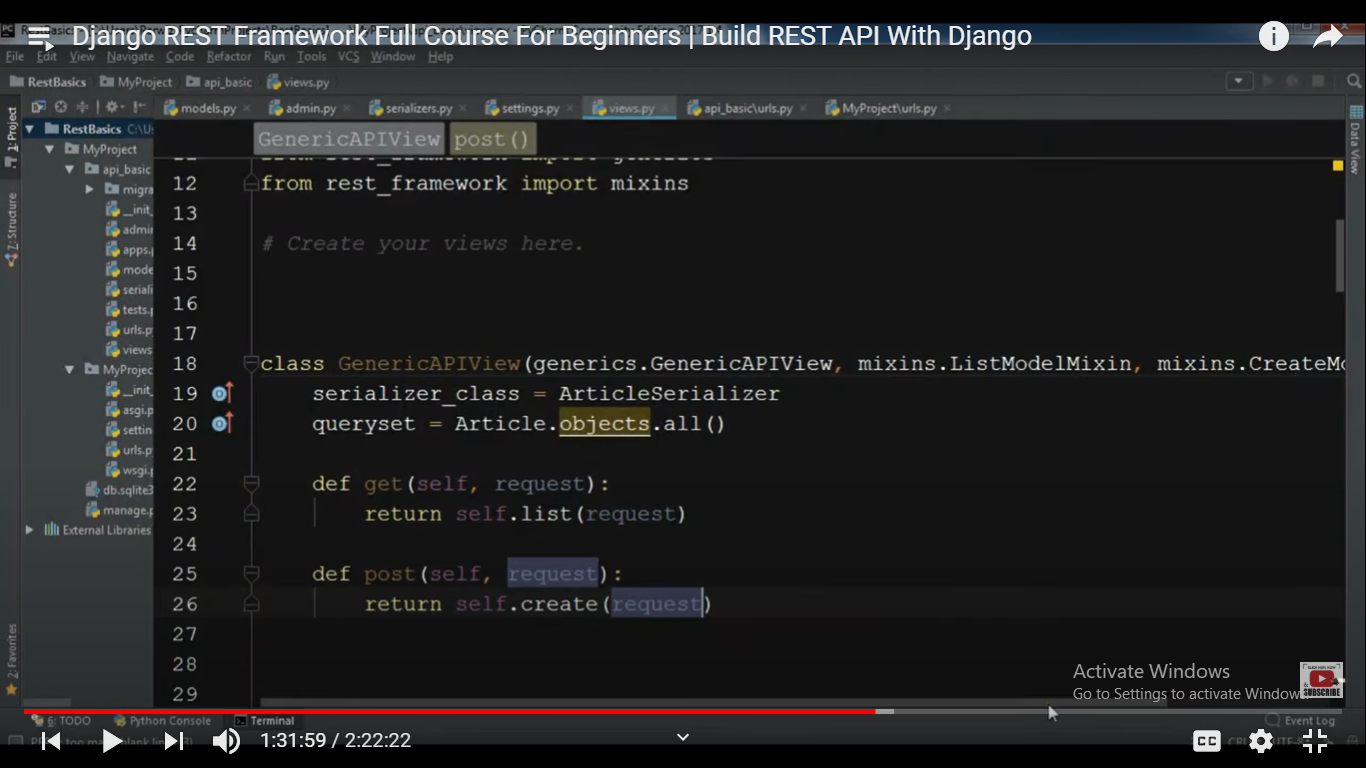 Django REST Framework Full Course For Beginners | Build REST API With Django
File Edit View Navigate Code Refactor Run Tools VCS Window Help
RestBasics MyProject api_basic views.py
models.py admin.py serializers.py settings.py views.py api_basic\urls.py MyProject\urls.py
1: Project
Z: Structure
2: Favorites
Data View
RestBasics C:\U
MyProject
api_basic
migra
__init_
admin
apps.p
mode
seriali
tests.p
urls.p
views
MyProjec
__init_
asgi.p
settin
urls.p
wsgi.p
db.sqlite3
manage.p
External Libraries
GenericAPIView post()
12 from rest_framework import mixins
13
14 # Create your views here.
15
16
17
18 class GenericAPIView(generics.GenericAPIView, mixins.ListModelMixin, mixins.CreateMo
19 serializer_class = ArticleSerializer
20 queryset = Article.objects.all()
21
22 def get(self, request):
23 return self.list(request)
24
25 def post(self, request):
26 return self.create(request)
27
28
29
Activate Windows
Go to Settings to activate Windows
SUBSCRIBE
6: TODO Python Console Terminal Event Log
1:31:59 / 2:22:22
CC